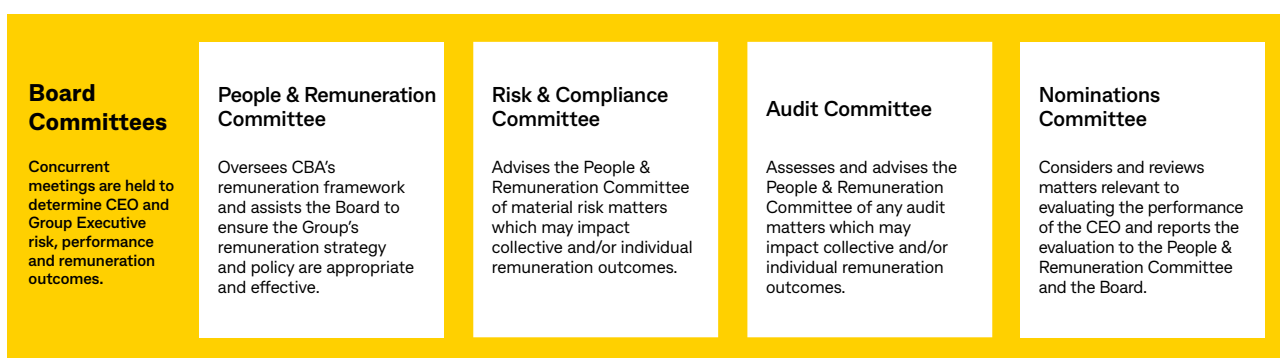 Board
Committees
Concurrent
meetings are held to
determine CEO and
Group Executive
risk, performance
and remuneration
outcomes.
People & Remuneration
Committee
Oversees CBA’s
remuneration framework
and assists the Board to
ensure the Group’s
remuneration strategy
and policy are appropriate
and effective.
Risk & Compliance
Committee
Advises the People &
Remuneration Committee
of material risk matters
which may impact
collective and/or individual
remuneration outcomes.
Audit Committee
Assesses and advises the
People & Remuneration
Committee of any audit
matters which may
impact collective and/or
individual remuneration
outcomes.
Nominations
Committee
Considers and reviews
matters relevant to
evaluating the performance
of the CEO and reports the
evaluation to the People &
Remuneration Committee
and the Board.